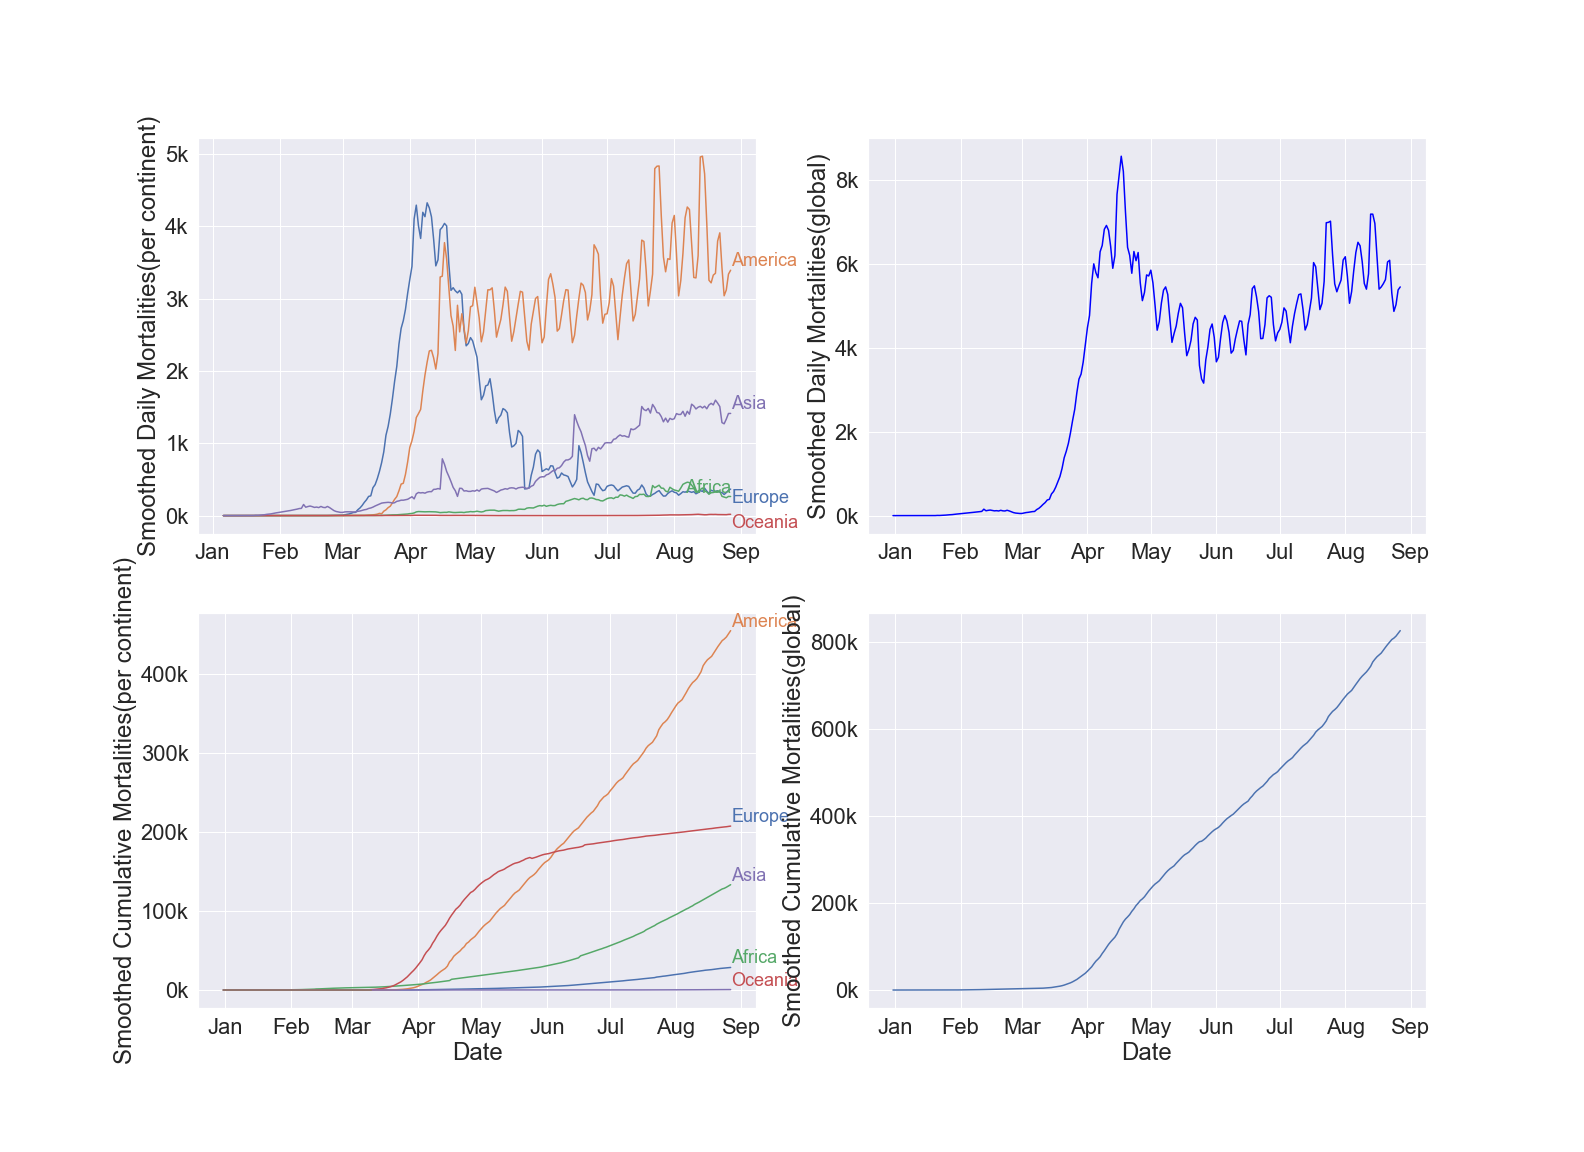 Smoothed Daily Mortalities(per continent)
5k
4k
3k
2k
1k
0k
America
Asia
Africa
Europe
Oceania
Jan Feb Mar Apr May Jun Jul Aug Sep
Smoothed Daily Mortalities(global)
8k
6k
4k
2k
0k
Jan Feb Mar Apr May Jun Jul Aug Sep
Smoothed Cumulative Mortalities(per continent)
400k
300k
200k
100k
0k
America
Europe
Asia
Africa
Oceania
Jan Feb Mar Apr May Jun Jul Aug Sep
Date
Smoothed Cumulative Mortalities(global)
800k
600k
400k
200k
0k
Jan Feb Mar Apr May Jun Jul Aug Sep
Date